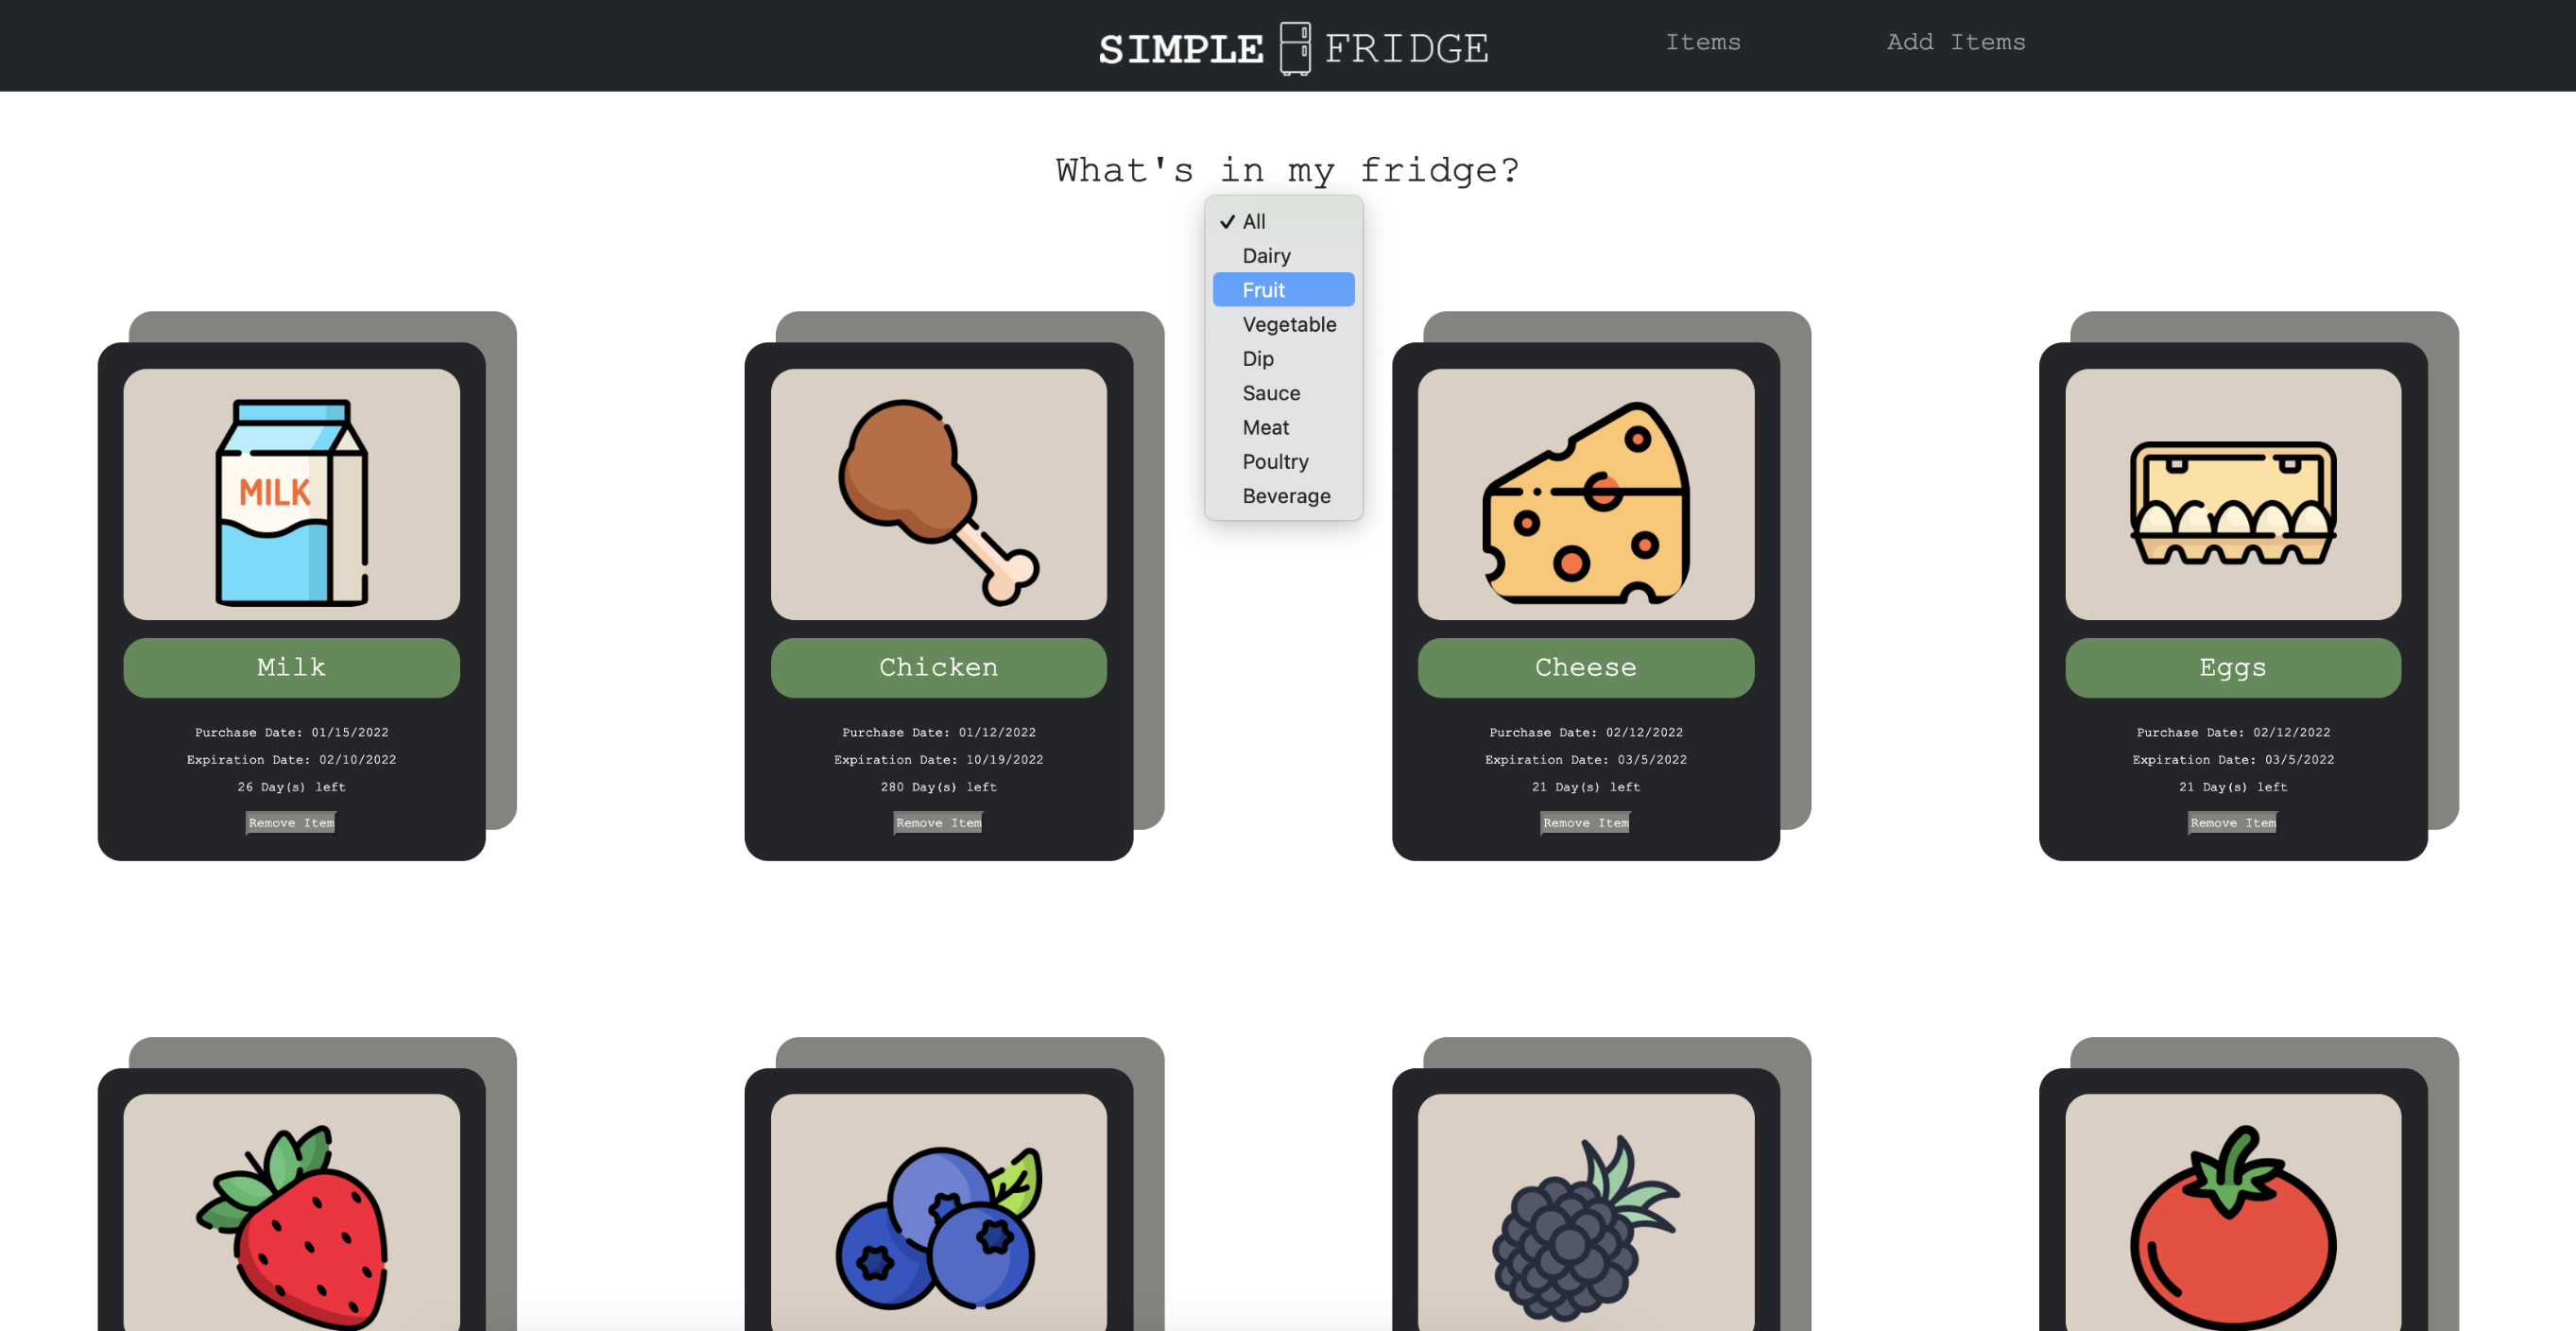 SIMPLE FRIDGE
Items
Add Items
What's in my fridge?
✓ All
Dairy
Fruit
Vegetable
Dip
Sauce
Meat
Poultry
Beverage
MILK
Milk
Purchase Date: 01/15/2022
Expiration Date: 02/10/2022
26 Day(s) left
Remove Item
Chicken
Purchase Date: 01/12/2022
Expiration Date: 10/19/2022
280 Day(s) left
Remove Item
Cheese
Purchase Date: 02/12/2022
Expiration Date: 03/5/2022
21 Day(s) left
Remove Item
Eggs
Purchase Date: 02/12/2022
Expiration Date: 03/5/2022
21 Day(s) left
Remove Item